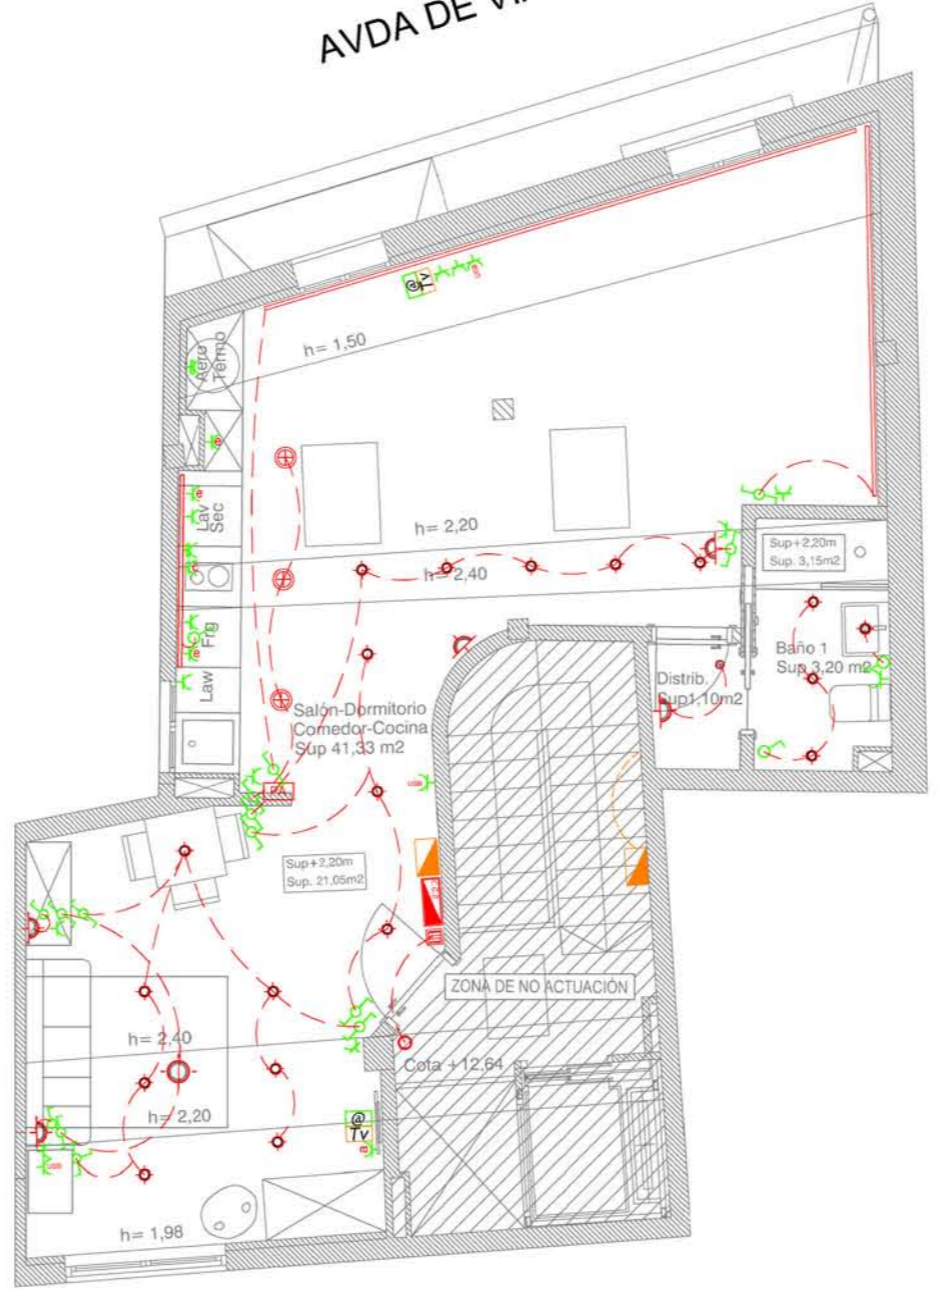 AVDA DE
@
Tv
en
Aero
Termo
h= 1,50
e
e
Lav
Sec
h= 2,20
Sup+2,20m
Sup. 3,15m2
e
h= 2,40
Frg
e
Baño 1
Sup 3,20 m2
Law
Distrib.
Sup1,10m2
Salón-Dormitorio
Comedor-Cocina
Sup 41,33 m2
usb
Sup+2,20m
Sup. 21,05m2
ZONA DE NO ACTUACIÓN
h= 2,40
Cota +12,64
h= 2,20
@
Tv
a
usb
h= 1,98